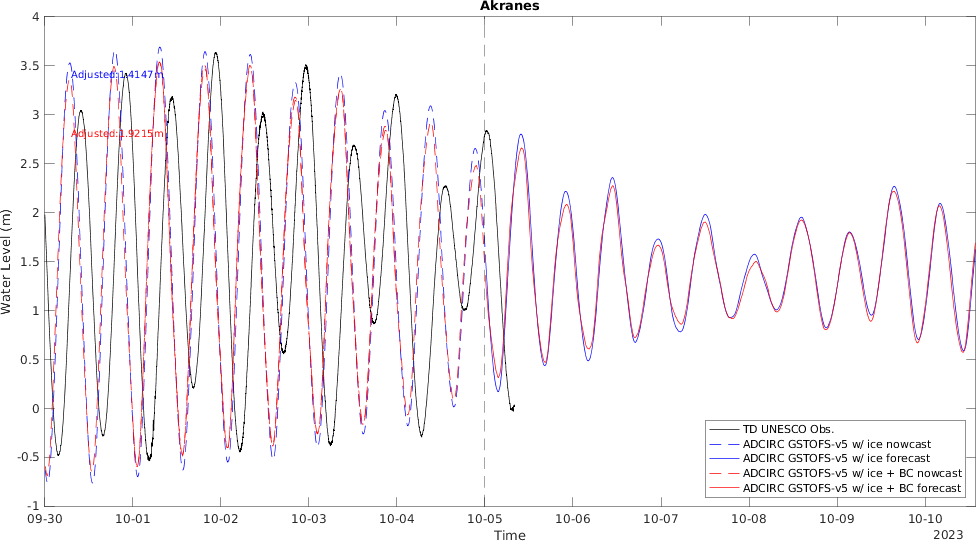 Akranes
4
3.5
3
2.5
2
1.5
1
0.5
0
-0.5
-1
Water Level (m)
Adjusted:1.4147m
Adjusted:1.9215m
TD UNESCO Obs.
ADCIRC GSTOFS-v5 w/ ice nowcast
ADCIRC GSTOFS-v5 w/ ice forecast
ADCIRC GSTOFS-v5 w/ ice + BC nowcast
ADCIRC GSTOFS-v5 w/ ice + BC forecast
09-30 10-01 10-02 10-03 10-04 10-05 10-06 10-07 10-08 10-09 10-10
Time
2023